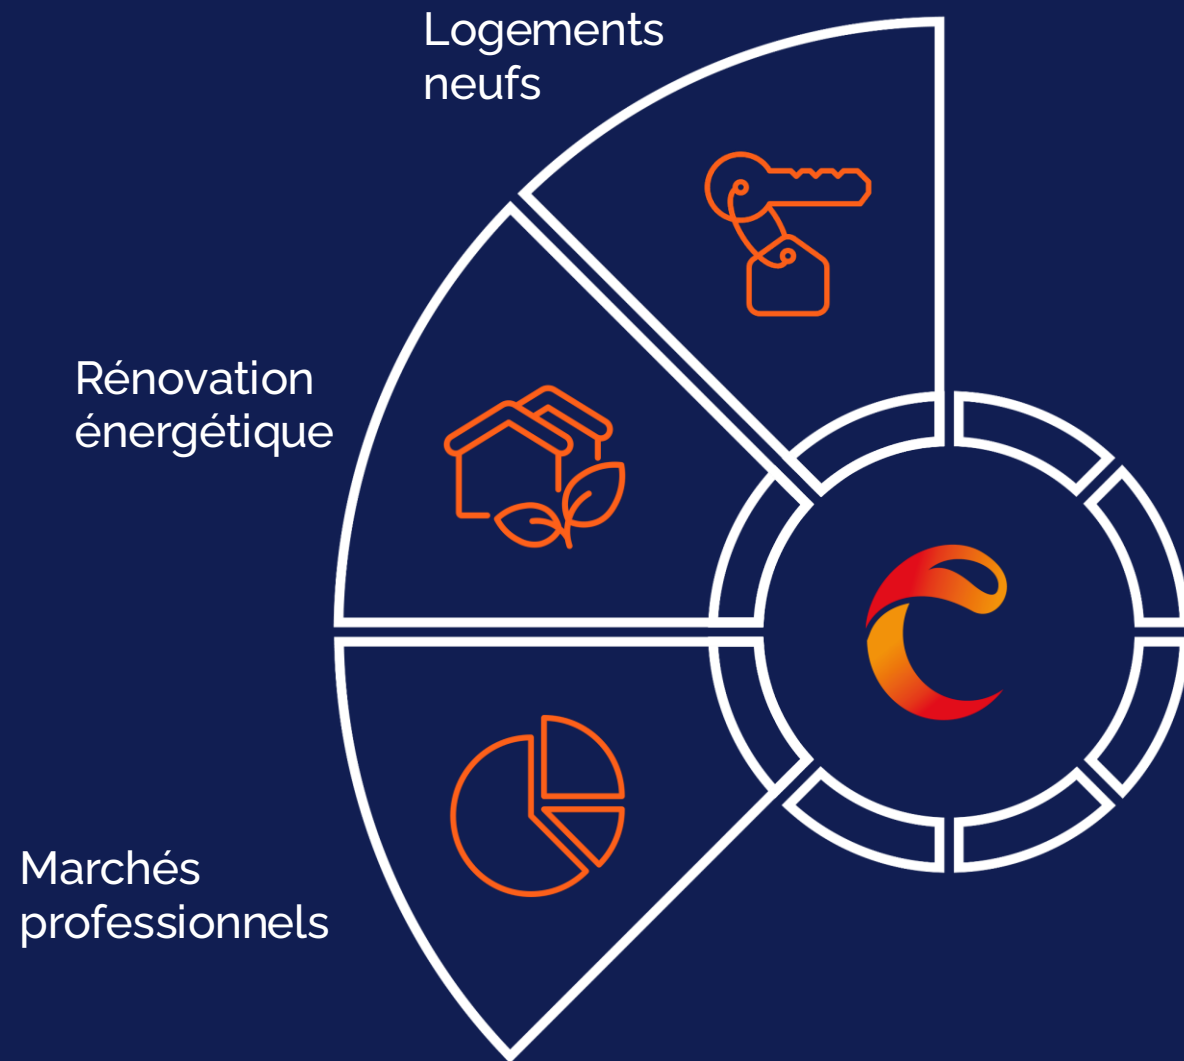 Logements
neufs
Rénovation
énergétique
Marchés
professionnels